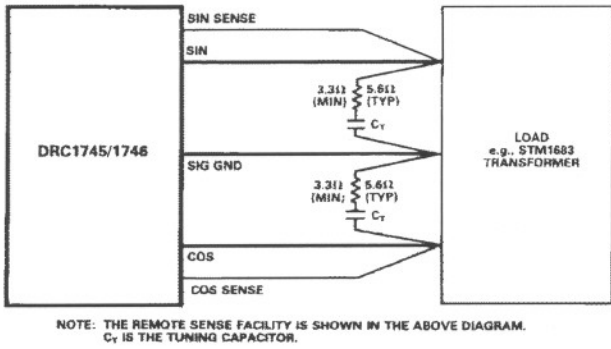 SIN SENSE
SIN
3.3Ω 5.6Ω
(MIN) (TYP)
CT
DRC1745/1746
LOAD
e.g., STM1683
TRANSFORMER
SIG GND
3.3Ω 5.6Ω
(MIN) (TYP)
CT
COS
COS SENSE
NOTE: THE REMOTE SENSE FACILITY IS SHOWN IN THE ABOVE DIAGRAM.
CT IS THE TUNING CAPACITOR.